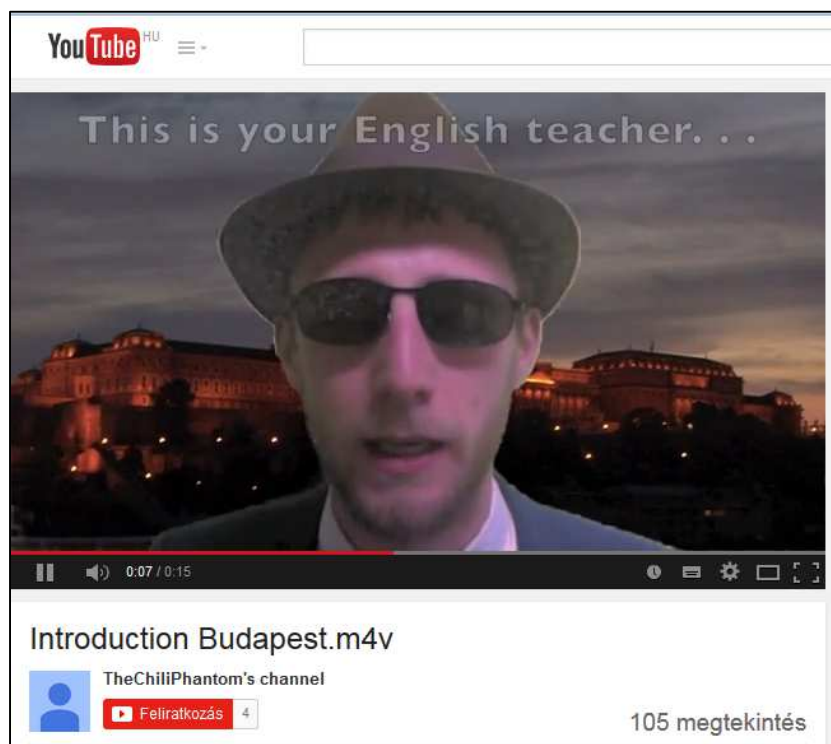 YouTube HU
This is your English teacher. . .
0:07 / 0:15
Introduction Budapest.m4v
TheChiliPhantom's channel
Feliratkozás 4
105 megtekintés